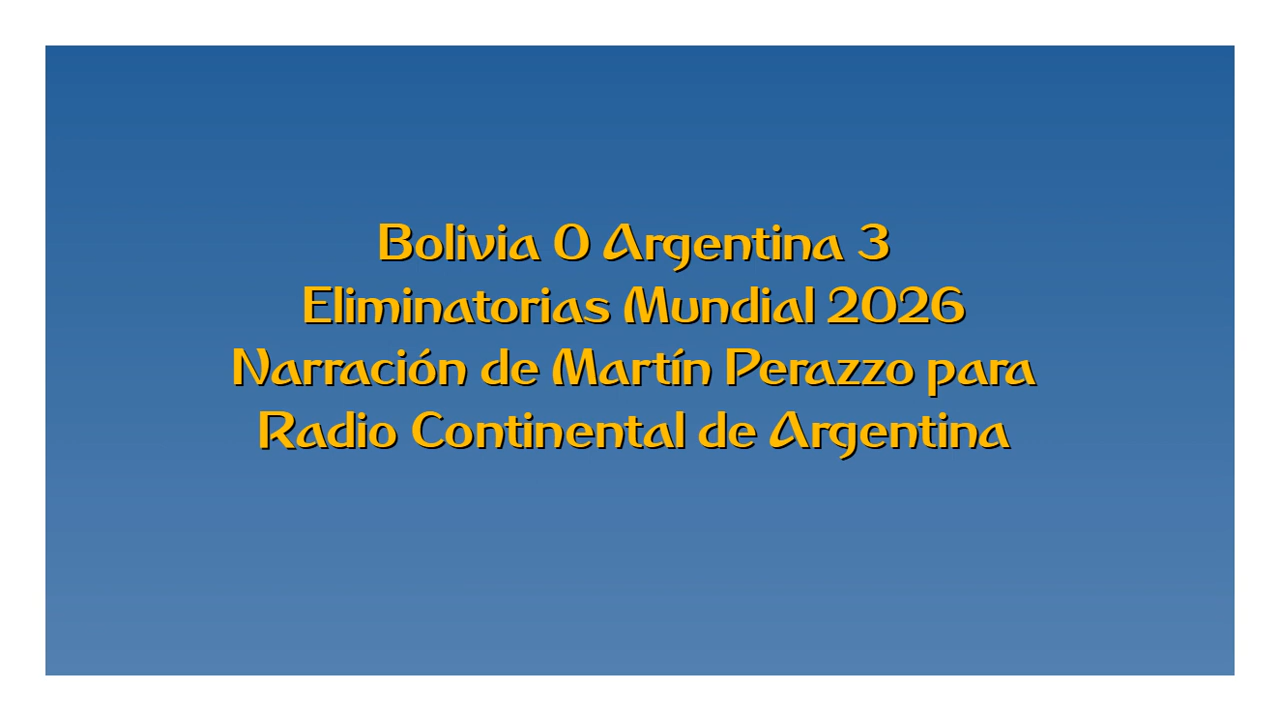 Bolivia 0 Argentina 3
Eliminatorias Mundial 2026
Narración de Martín Perazzo para
Radio Continental de Argentina